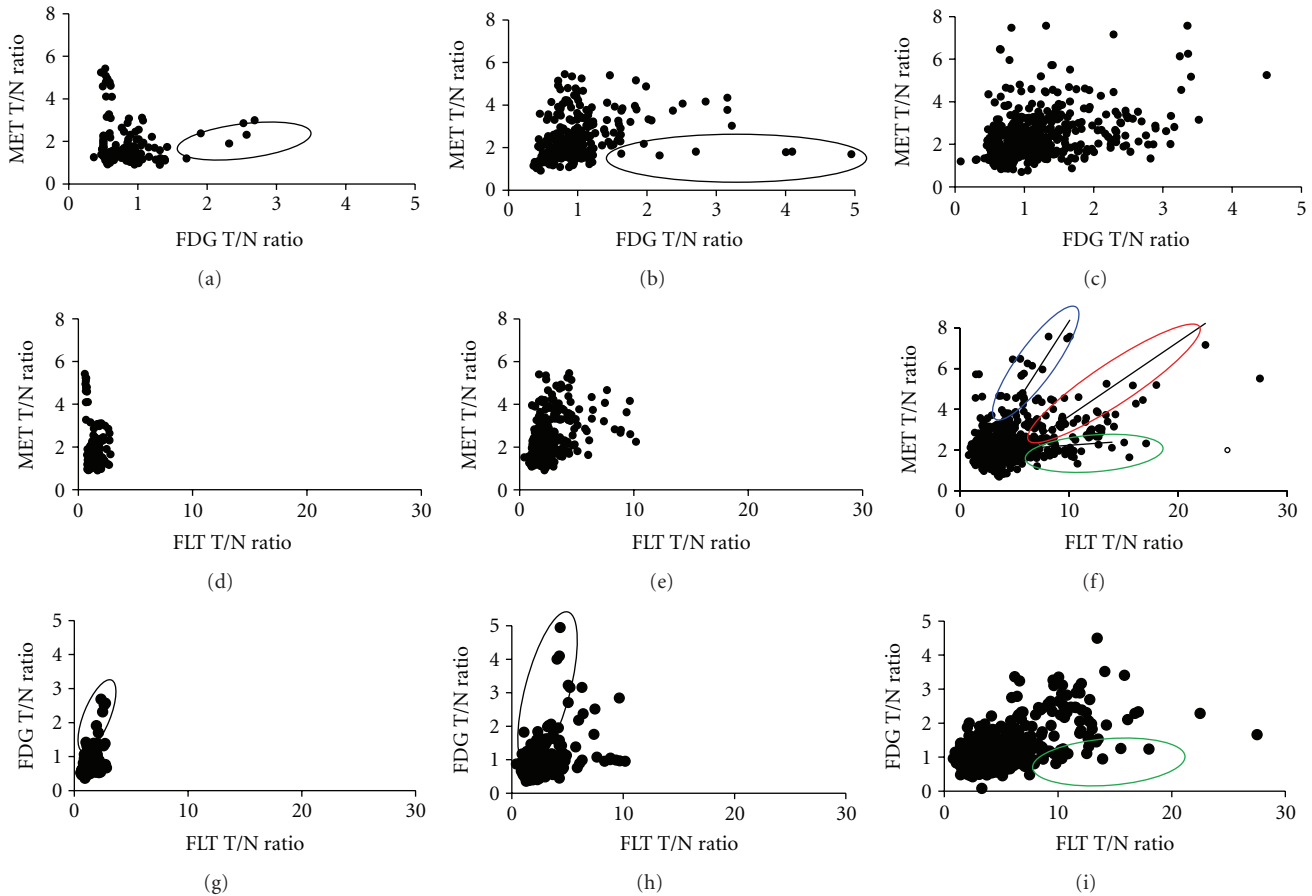 MET T/N ratio
8
6
4
2
0
0 1 2 3 4 5
FDG T/N ratio
(a)
MET T/N ratio
8
6
4
2
0
0 1 2 3 4 5
FDG T/N ratio
(b)
MET T/N ratio
8
6
4
2
0
0 1 2 3 4 5
FDG T/N ratio
(c)
MET T/N ratio
8
6
4
2
0
0 10 20 30
FLT T/N ratio
(d)
MET T/N ratio
8
6
4
2
0
0 10 20 30
FLT T/N ratio
(e)
MET T/N ratio
8
6
4
2
0
0 10 20 30
FLT T/N ratio
(f)
FDG T/N ratio
5
4
3
2
1
0
0 10 20 30
FLT T/N ratio
(g)
FDG T/N ratio
5
4
3
2
1
0
0 10 20 30
FLT T/N ratio
(h)
FDG T/N ratio
5
4
3
2
1
0
0 10 20 30
FLT T/N ratio
(i)